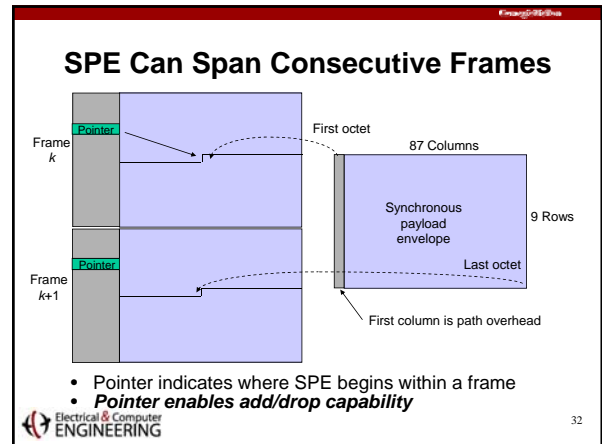 Carnegie Mellon
SPE Can Span Consecutive Frames
Pointer
First octet
Frame
k
87 Columns
Synchronous
payload
envelope
9 Rows
Pointer
Last octet
Frame
k+1
First column is path overhead
• Pointer indicates where SPE begins within a frame
• Pointer enables add/drop capability
Electrical & Computer
ENGINEERING
32